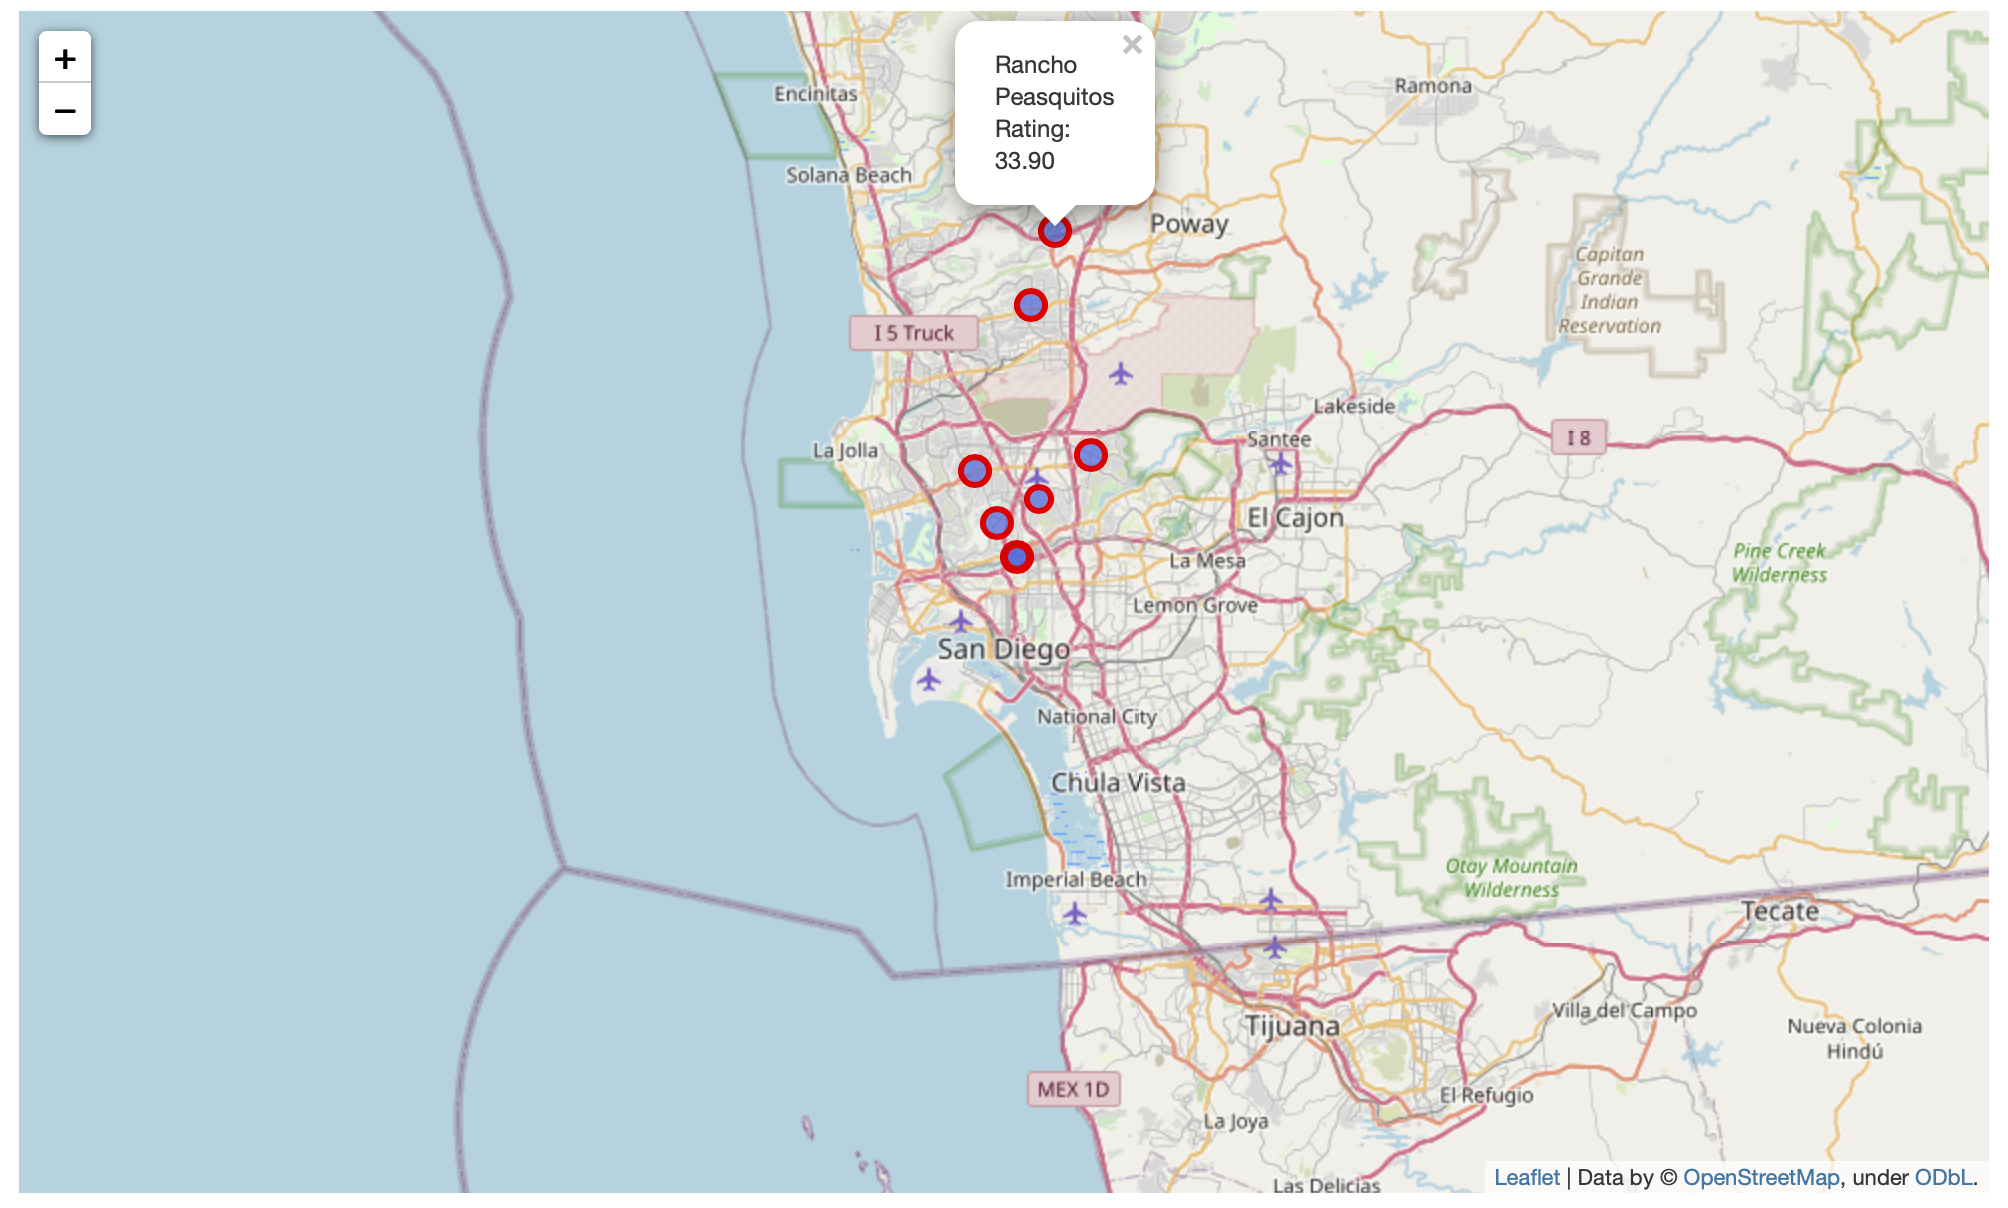 +
−
×
Rancho
Peasquitos
Rating:
33.90
Encinitas
Ramona
Solana Beach
Poway
Capitan
Grande
Indian
Reservation
I 5 Truck
Lakeside
I 8
Santee
La Jolla
El Cajon
Pine Creek
Wilderness
La Mesa
Lemon Grove
San Diego
National City
Chula Vista
Otay Mountain
Wilderness
Imperial Beach
Tecate
Villa del Campo
Tijuana
Nueva Colonia
Hindú
MEX 1D
El Refugio
La Joya
Las Delicias
Leaflet | Data by © OpenStreetMap, under ODbL.